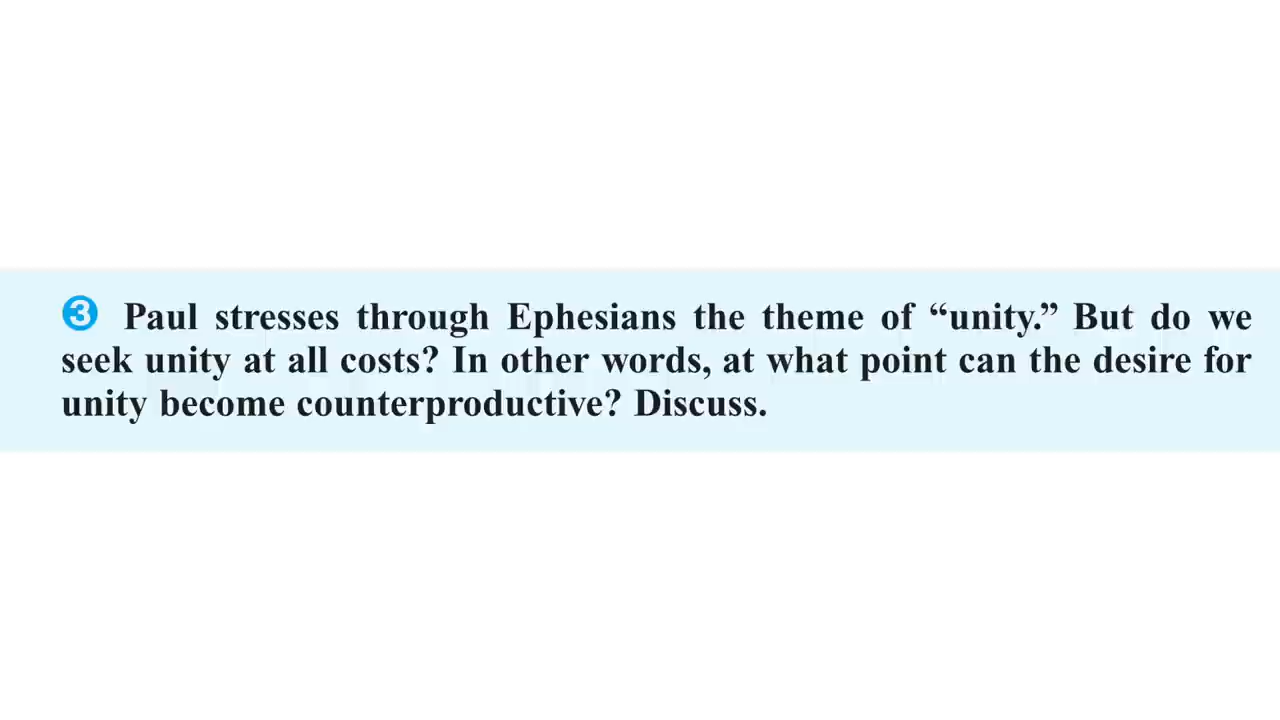 3 Paul stresses through Ephesians the theme of “unity.” But do we
seek unity at all costs? In other words, at what point can the desire for
unity become counterproductive? Discuss.